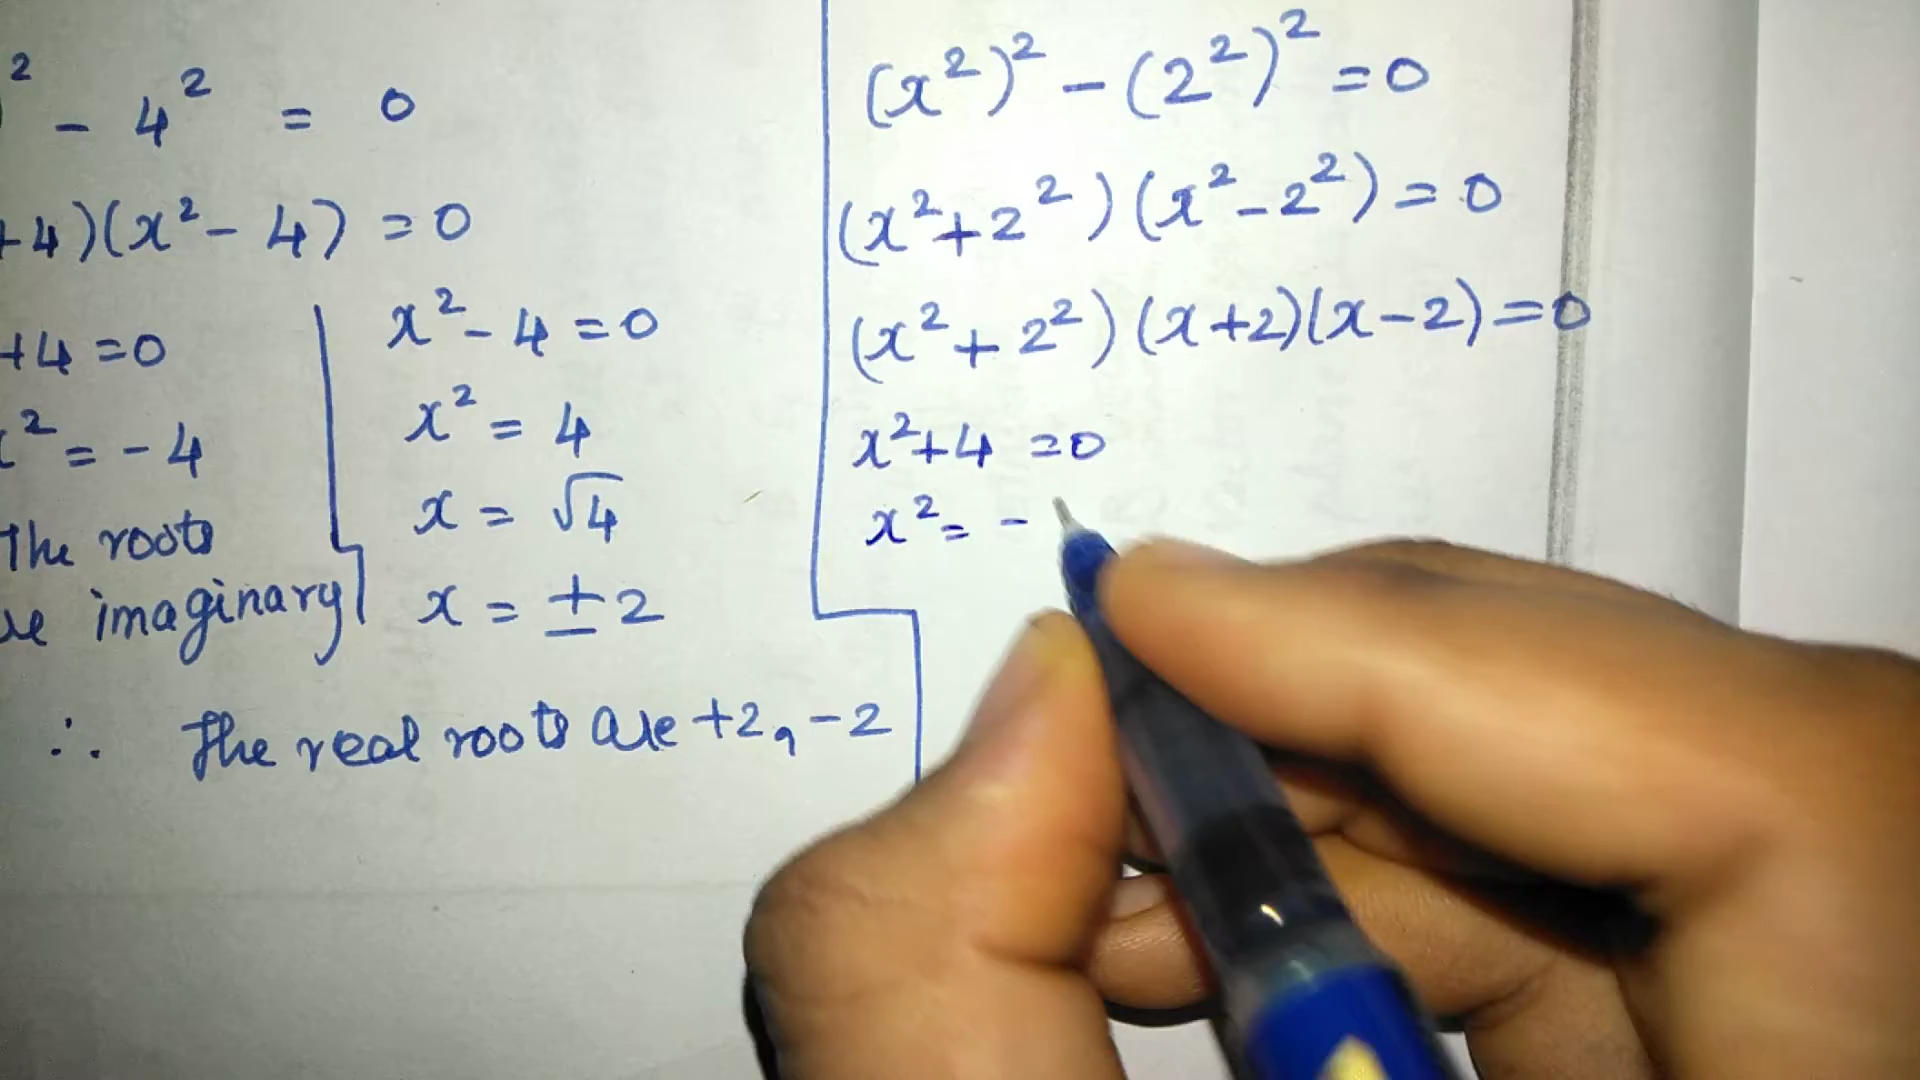 ² - 4² = 0
+4)(x² - 4) = 0
+4 = 0
x² = - 4
The roots
are imaginary
x² - 4 = 0
x² = 4
x = √4
x = ±2
∴ The real roots are +2, -2
(x²)² - (2²)² = 0
(x² + 2²)(x² - 2²) = 0
(x² + 2²)(x+2)(x-2) = 0
x² + 4 = 0
x² = -